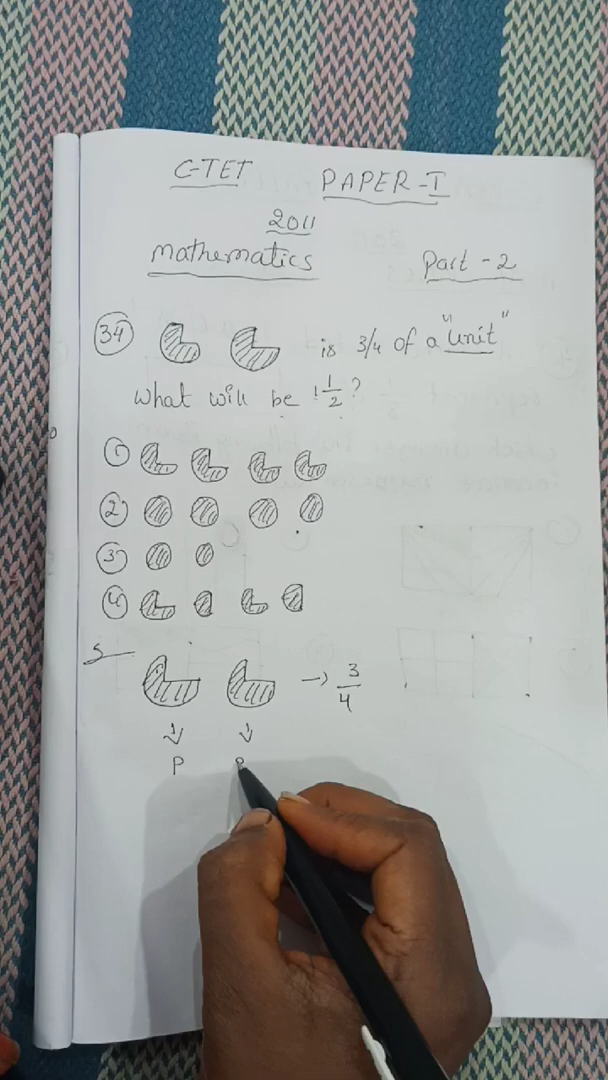 C-TET PAPER-I
2011
mathematics Part-2
34 is 3/4 of a "unit"
What will be 1 1/2?
1
2
3
4
S
→ 3/4
P P